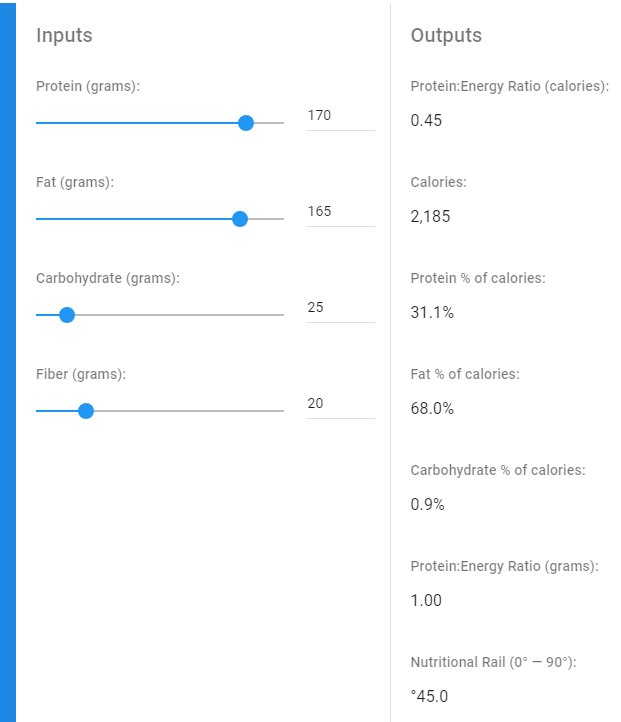 Inputs
Protein (grams):
170
Fat (grams):
165
Carbohydrate (grams):
25
Fiber (grams):
20
Outputs
Protein:Energy Ratio (calories):
0.45
Calories:
2,185
Protein % of calories:
31.1%
Fat % of calories:
68.0%
Carbohydrate % of calories:
0.9%
Protein:Energy Ratio (grams):
1.00
Nutritional Rail (0° — 90°):
°45.0